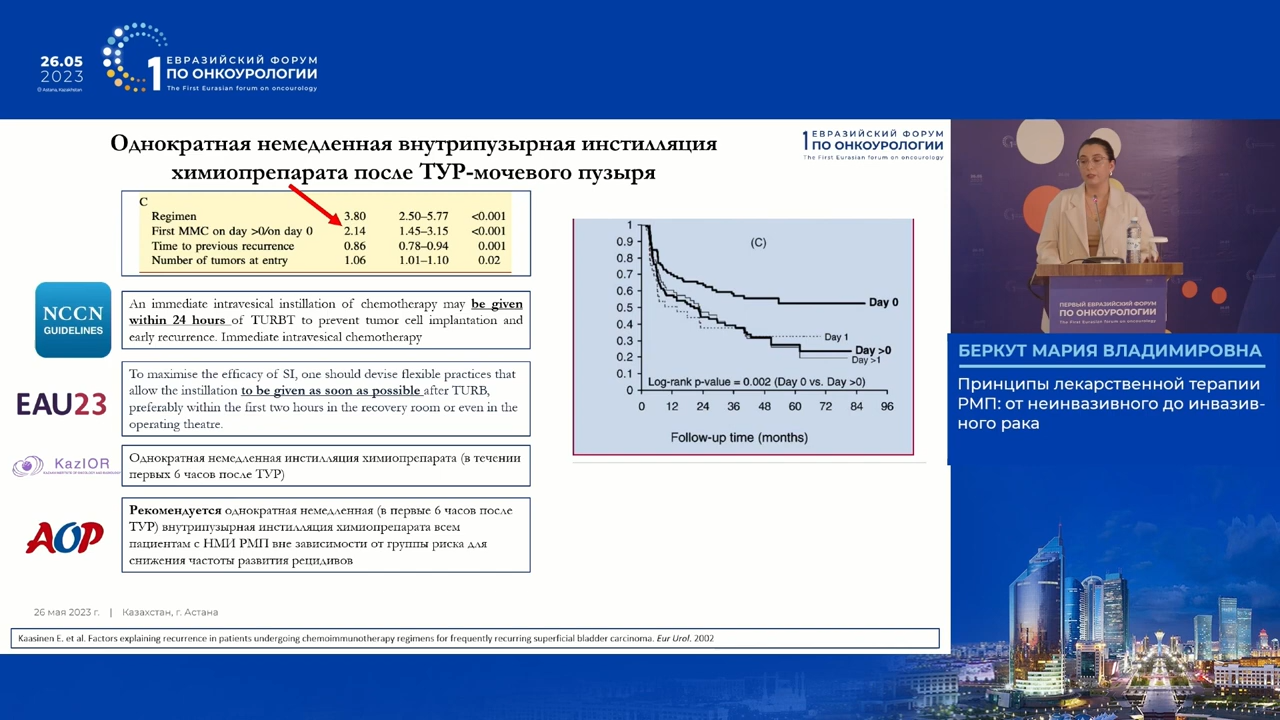 26.05
2023
Astana, Kazakhstan
1 ЕВРАЗИЙСКИЙ ФОРУМ
ПО ОНКОУРОЛОГИИ
The First Eurasian forum on oncourology
Однократная немедленная внутрипузырная инстилляция
химиопрепарата после ТУР-мочевого пузыря
1 ЕВРАЗИЙСКИЙ ФОРУМ
ПО ОНКОУРОЛОГИИ
The First Eurasian forum on oncourology
C
Regimen 3.80 2.50–5.77 <0.001
First MMC on day >0/on day 0 2.14 1.45–3.15 <0.001
Time to previous recurrence 0.86 0.78–0.94 0.001
Number of tumors at entry 1.06 1.01–1.10 0.02
NCCN
GUIDELINES
An immediate intravesical instillation of chemotherapy may be given
within 24 hours of TURBT to prevent tumor cell implantation and
early recurrence. Immediate intravesical chemotherapy
EAU23
To maximise the efficacy of SI, one should devise flexible practices that
allow the instillation to be given as soon as possible after TURB,
preferably within the first two hours in the recovery room or even in the
operating theatre.
KazIOR
Однократная немедленная инстилляция химиопрепарата (в течении
первых 6 часов после ТУР)
АОР
Рекомендуется однократная немедленная (в первые 6 часов после
ТУР) внутрипузырная инстилляция химиопрепарата всем
пациентам с НМИ РМП вне зависимости от группы риска для
снижения частоты развития рецидивов
(C)
1
0.9
0.8
0.7
0.6
0.5
0.4
0.3
0.2
0.1
0
Day 0
Day 1
Day >0
Day >1
Log-rank p-value = 0.002 (Day 0 vs. Day >0)
0 12 24 36 48 60 72 84 96
Follow-up time (months)
26 мая 2023 г. | Казахстан, г. Астана
Kaasinen E. et al. Factors explaining recurrence in patients undergoing chemoimmunotherapy regimens for frequently recurring superficial bladder carcinoma. Eur Urol. 2002
ПЕРВЫЙ ЕВРАЗИЙСКИЙ ФОРУМ
ПО ОНКОУРОЛОГИИ
The First Eurasian forum on oncourology
БЕРКУТ МАРИЯ ВЛАДИМИРОВНА
Принципы лекарственной терапии
РМП: от неинвазивного до инвазив-
ного рака